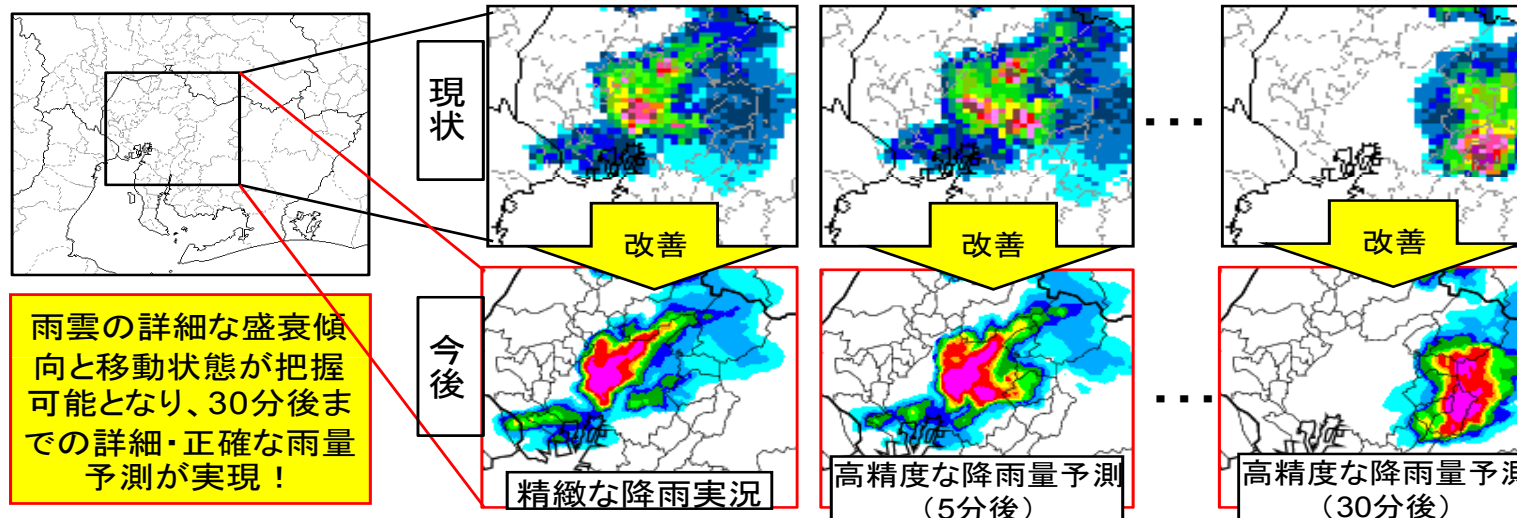 現状
改善
改善
改善
・・・
雨雲の詳細な盛衰傾
向と移動状態が把握
可能となり、30分後ま
での詳細・正確な雨量
予測が実現！
今後
・・・
精緻な降雨実況
高精度な降雨量予測
（5分後）
高精度な降雨量予測
（30分後）